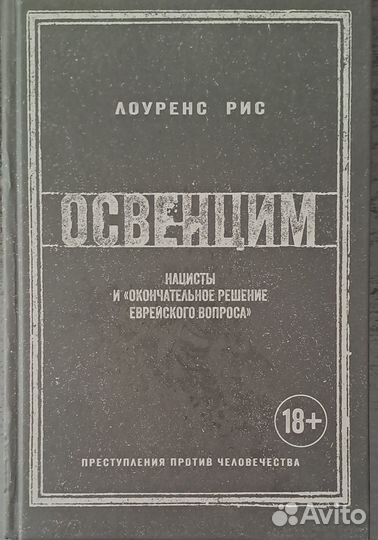 ЛОУРЕНС РИС
ОСВЕНЦИМ
НАЦИСТЫ
И «ОКОНЧАТЕЛЬНОЕ РЕШЕНИЕ
ЕВРЕЙСКОГО ВОПРОСА»
18+
ПРЕСТУПЛЕНИЯ ПРОТИВ ЧЕЛОВЕЧЕСТВА
Avito